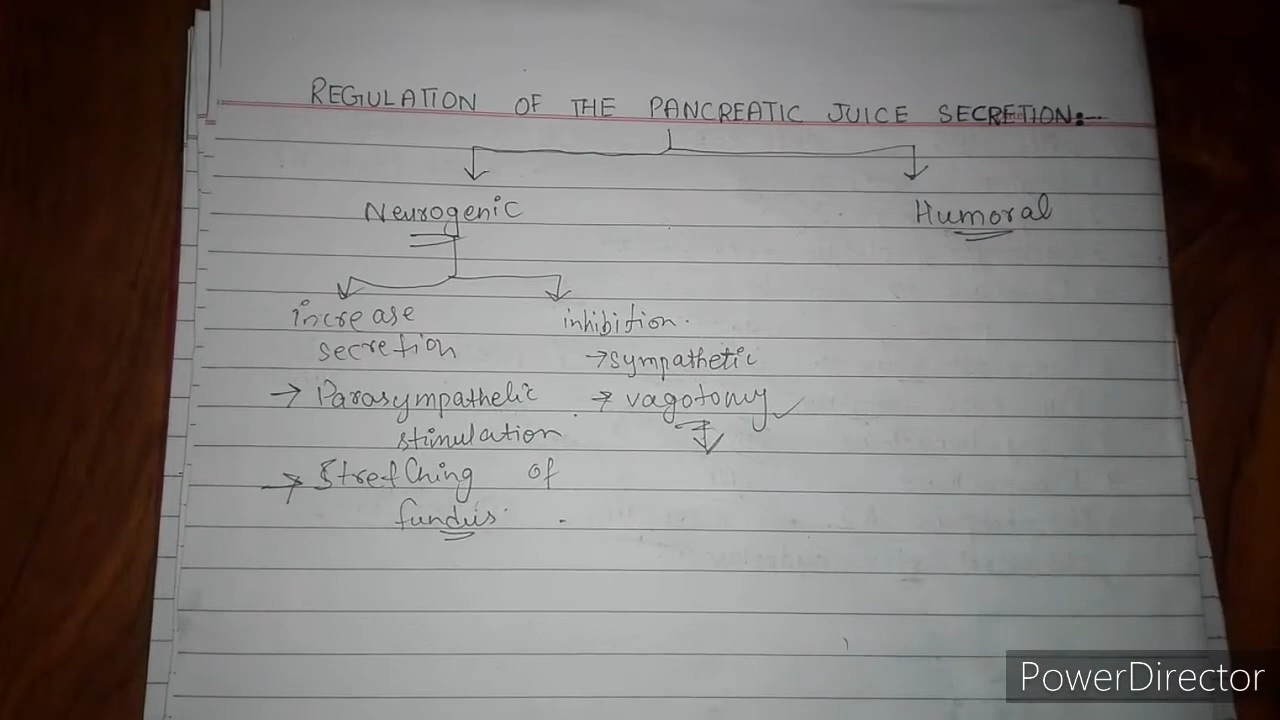 REGULATION OF THE PANCREATIC JUICE SECRETION:--
Neurogenic
Humoral
increase
secretion
→ Parasympathetic
stimulation
→ Stretching of
fundus.
inhibition.
→ sympathetic
→ vagotomy ✓
PowerDirector